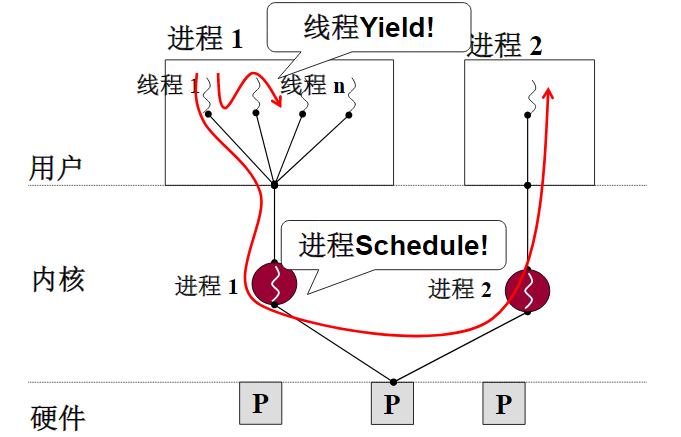 进程 1
线程Yield!
进程 2
线程 1
线程 n
用户
进程Schedule!
内核
进程 1
进程 2
硬件
P
P
P